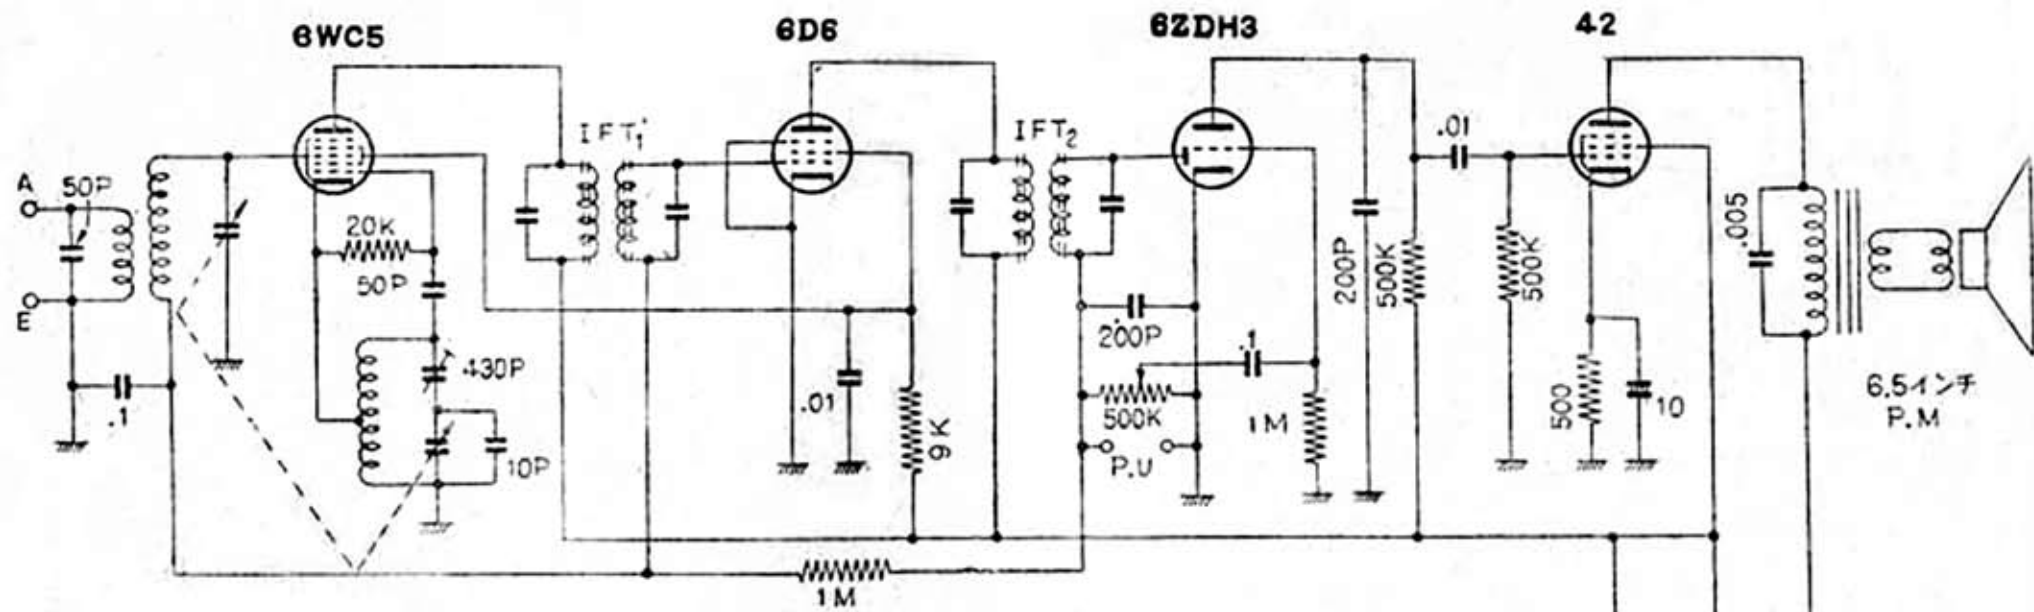 6WC5
6D6
6ZDH3
42
A
50P
E
.1
20K
50P
430P
10P
IFT₁
.01
9K
1M
IFT₂
200P
.1
500K
P.U
1M
200P
500K
.01
500K
500
10
.005
6.5インチ
P.M